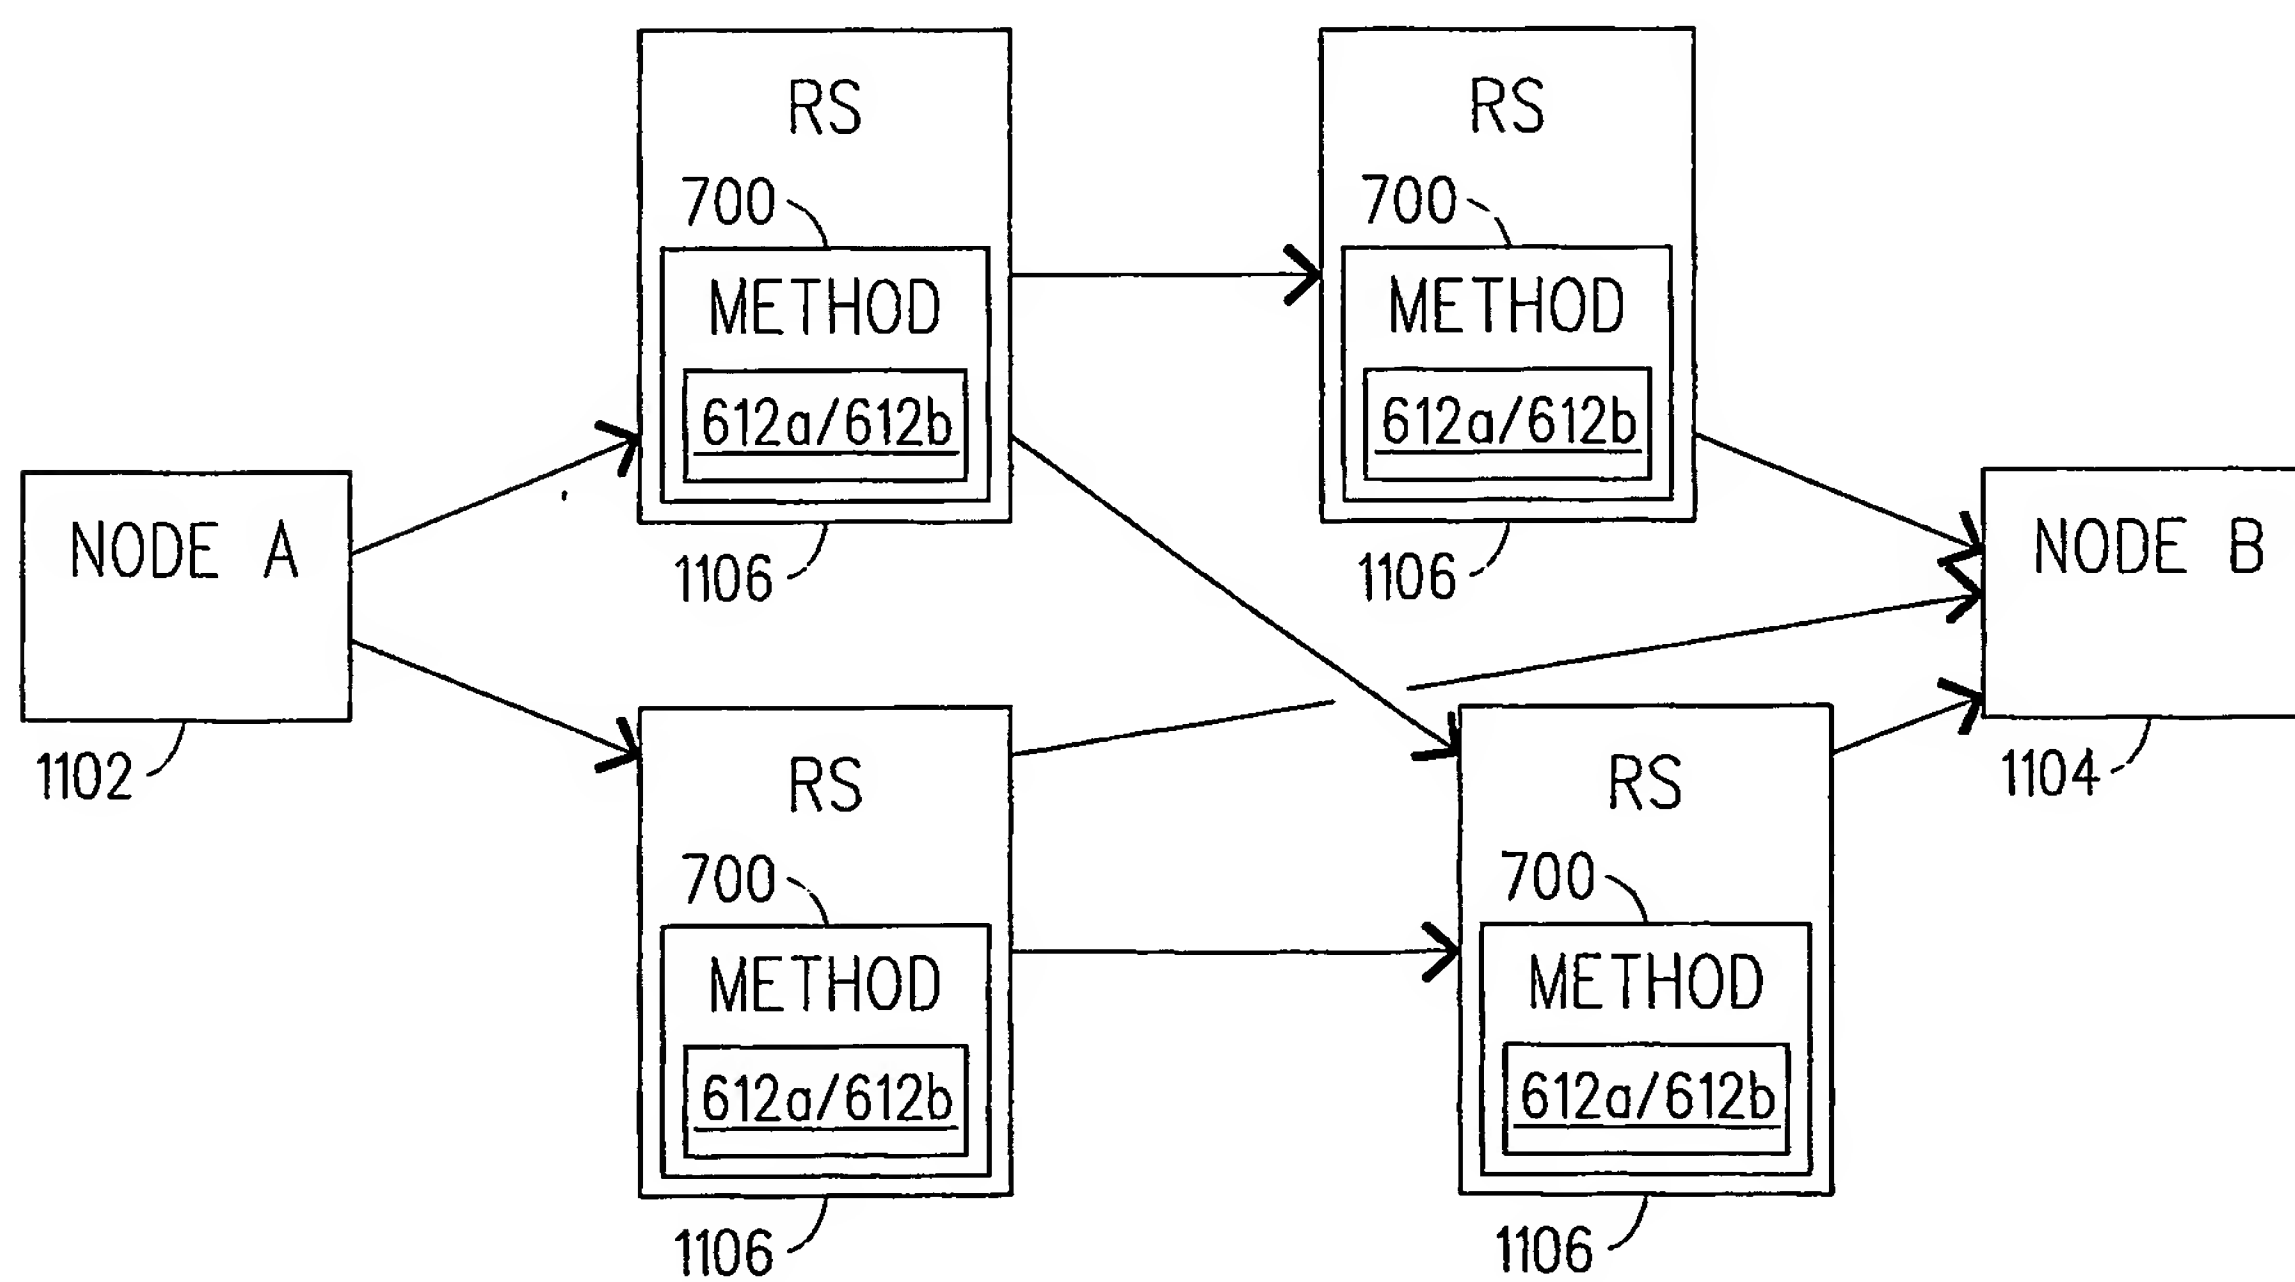 RS
700
METHOD
612a/612b
1106
RS
700
METHOD
612a/612b
1106
NODE A
1102
NODE B
1104
RS
700
METHOD
612a/612b
1106
RS
700
METHOD
612a/612b
1106